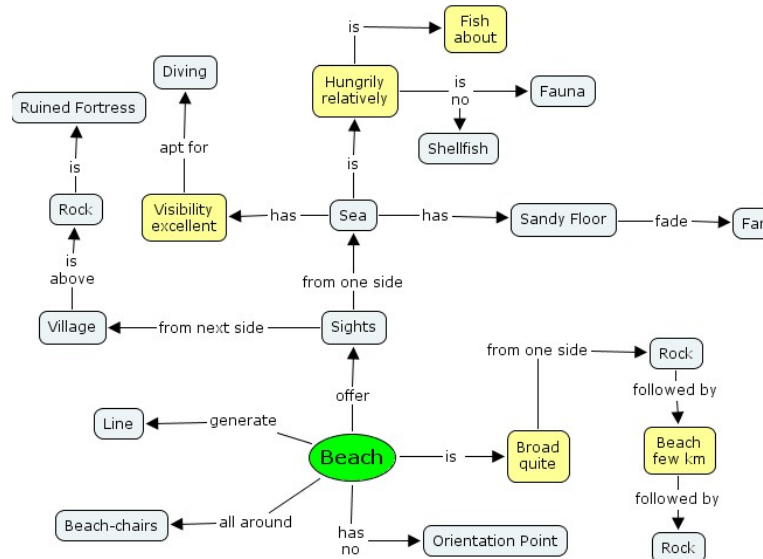 is
Fish
about
Diving
Hungrily
relatively
is
no
Fauna
Ruined Fortress
Shellfish
apt for
is
is
Rock
Visibility
excellent
has
Sea
has
Sandy Floor
fade
Far
is
above
from one side
Village
from next side
Sights
from one side
Rock
offer
followed by
Line
generate
Beach
is
Broad
quite
Beach
few km
followed by
Beach-chairs
all around
has
no
Orientation Point
Rock